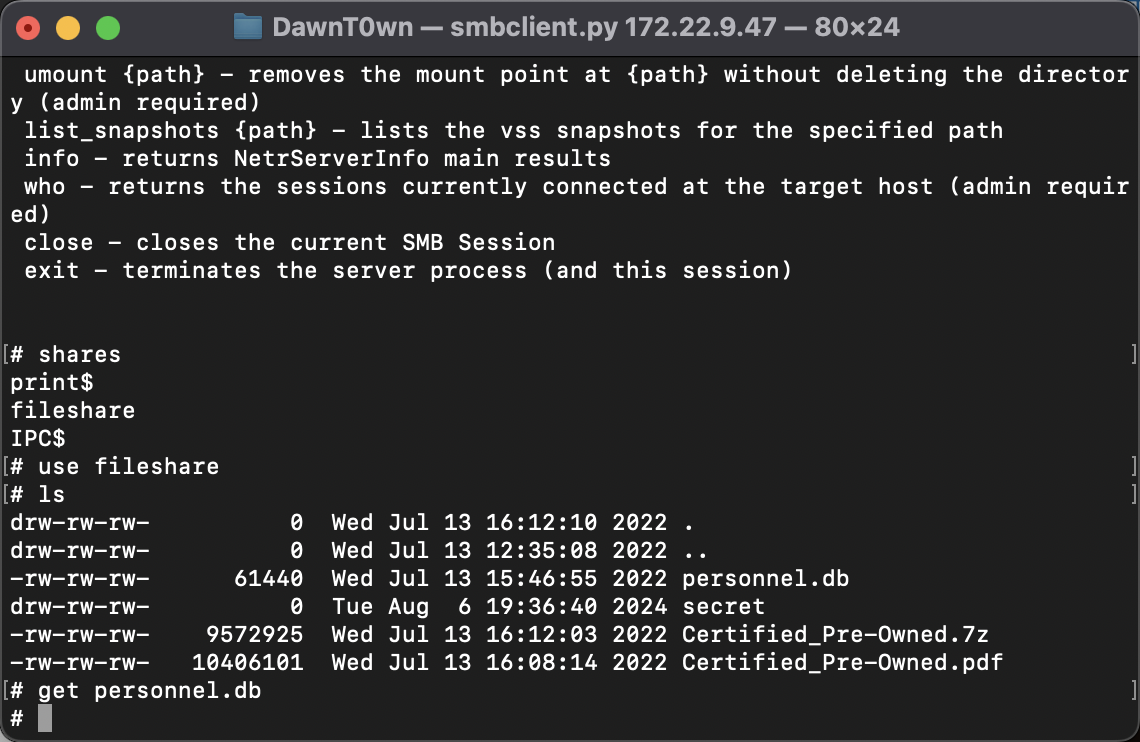 DawnT0wn — smbclient.py 172.22.9.47 — 80×24
 umount {path} - removes the mount point at {path} without deleting the director
y (admin required)
 list_snapshots {path} - lists the vss snapshots for the specified path
 info - returns NetrServerInfo main results
 who - returns the sessions currently connected at the target host (admin requir
ed)
 close - closes the current SMB Session
 exit - terminates the server process (and this session)
[# shares ]
print$
fileshare
IPC$
[# use fileshare ]
[# ls ]
drw-rw-rw-          0  Wed Jul 13 16:12:10 2022 .
drw-rw-rw-          0  Wed Jul 13 12:35:08 2022 ..
-rw-rw-rw-      61440  Wed Jul 13 15:46:55 2022 personnel.db
drw-rw-rw-          0  Tue Aug  6 19:36:40 2024 secret
-rw-rw-rw-    9572925  Wed Jul 13 16:12:03 2022 Certified_Pre-Owned.7z
-rw-rw-rw-   10406101  Wed Jul 13 16:08:14 2022 Certified_Pre-Owned.pdf
[# get personnel.db ]
#